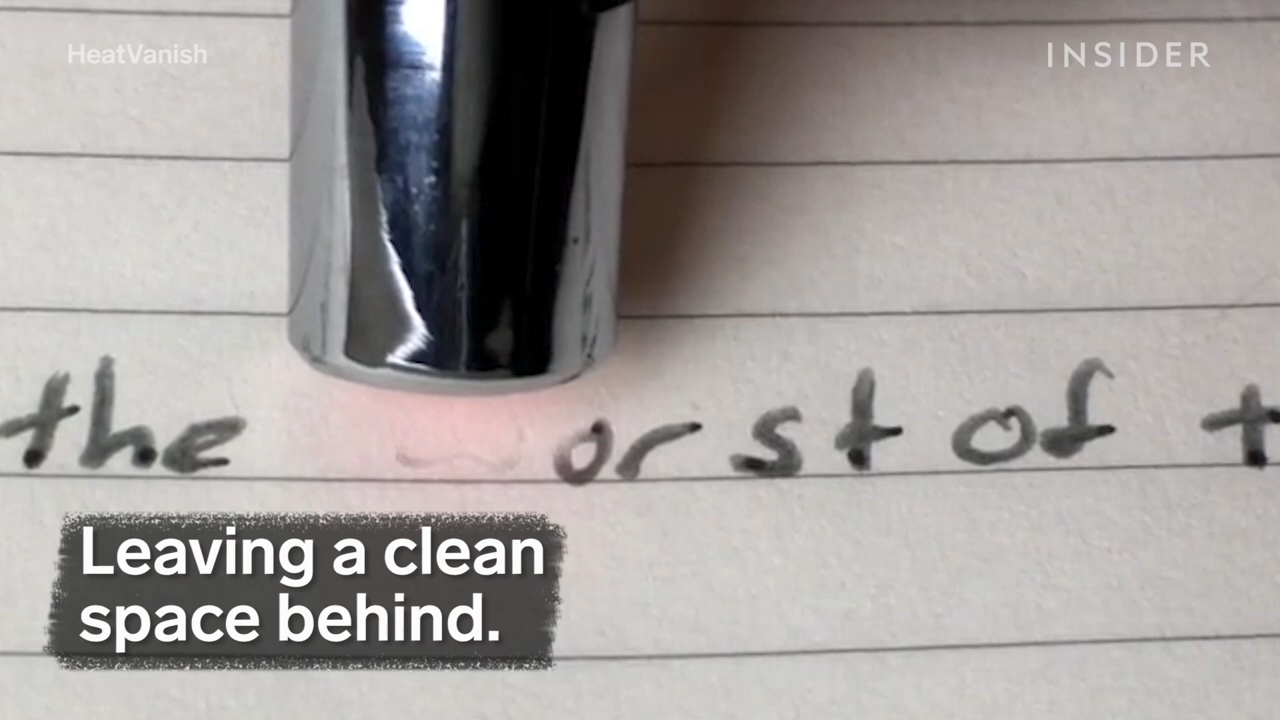 HeatVanish
INSIDER
the orst of t
Leaving a clean
space behind.